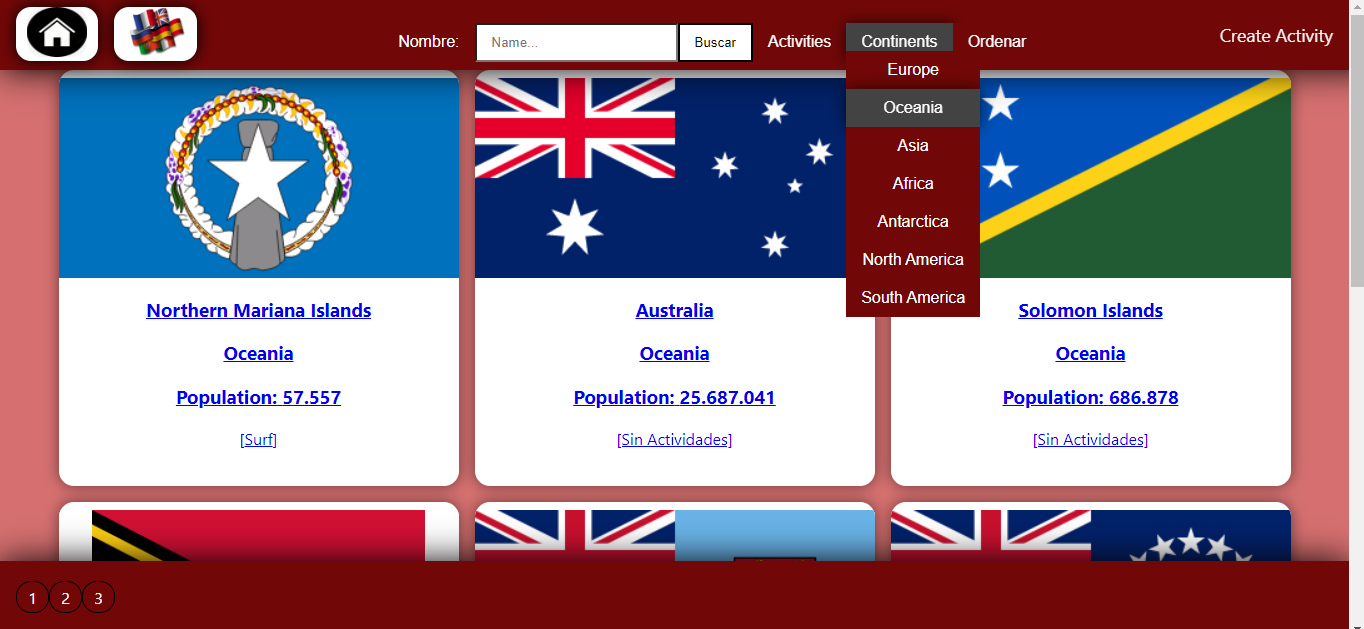 Nombre: Name... Buscar Activities Continents Ordenar Create Activity
Europe
Oceania
Asia
Africa
Antarctica
North America
South America
Northern Mariana Islands
Oceania
Population: 57.557
[Surf]
Australia
Oceania
Population: 25.687.041
[Sin Actividades]
Solomon Islands
Oceania
Population: 686.878
[Sin Actividades]
1 2 3